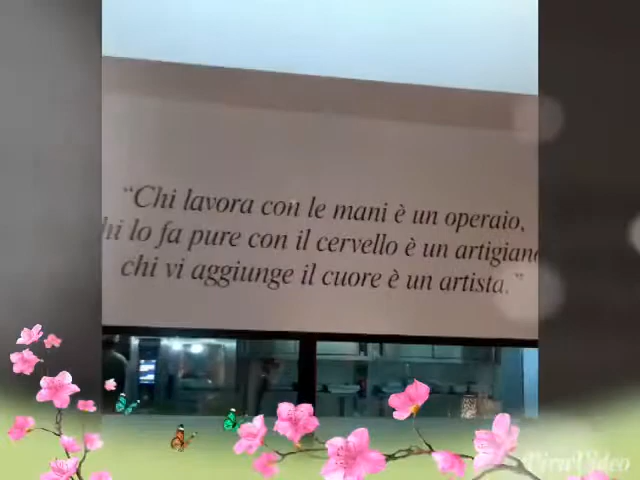 “Chi lavora con le mani è un operaio,
hi lo fa pure con il cervello è un artigian
chi vi aggiunge il cuore è un artista.”
VivaVideo